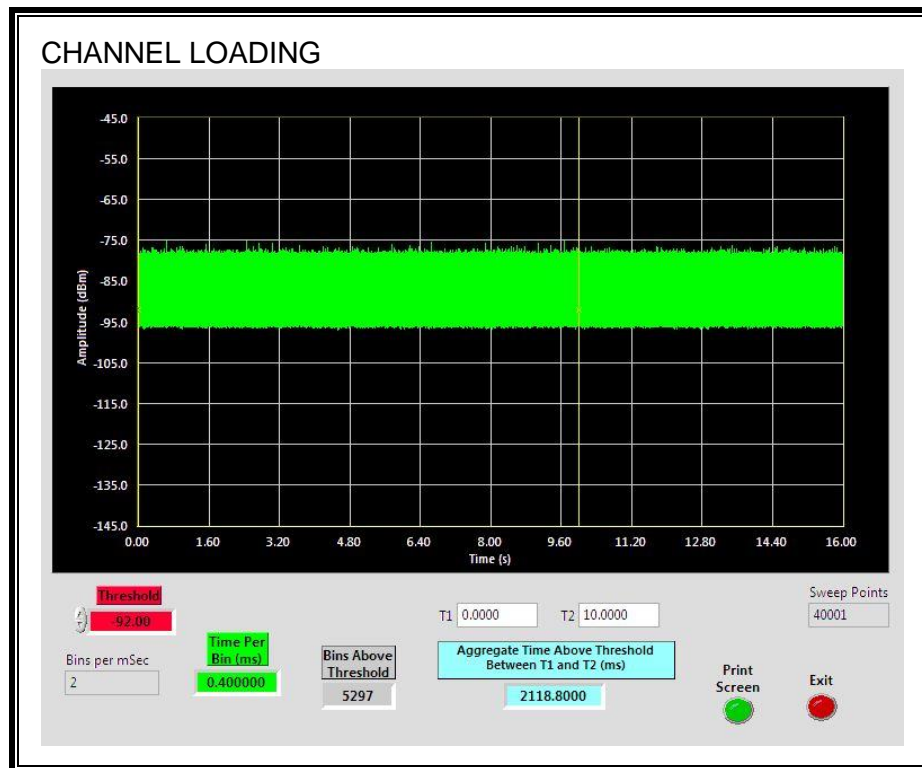 CHANNEL LOADING
-45.0
-55.0
-65.0
-75.0
-85.0
-95.0
-105.0
-115.0
-125.0
-135.0
-145.0
Amplitude (dBm)
0.00 1.60 3.20 4.80 6.40 8.00 9.60 11.20 12.80 14.40 16.00
Time (s)
Threshold
-92.00
T1 0.0000 T2 10.0000
Sweep Points
40001
Bins per mSec
2
Time Per
Bin (ms)
0.400000
Bins Above
Threshold
5297
Aggregate Time Above Threshold
Between T1 and T2 (ms)
2118.8000
Print
Screen
Exit